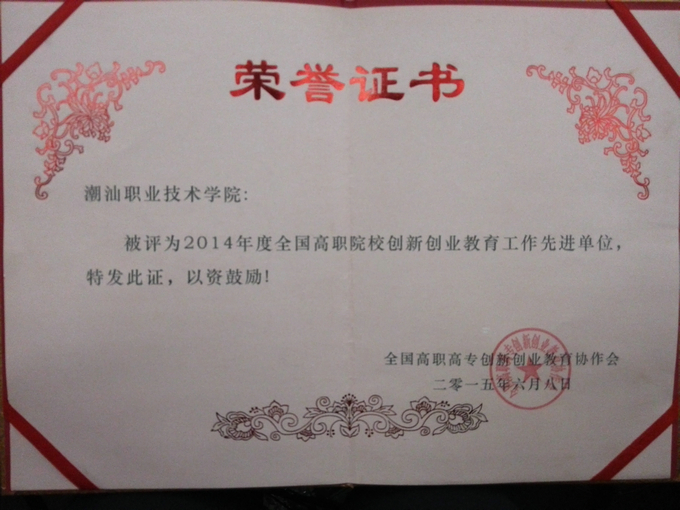 荣誉证书
潮汕职业技术学院:
被评为2014年度全国高职院校创新创业教育工作先进单位,
特发此证，以资鼓励!
全国高职高专创新创业教育协作会
二零一五年六月八日